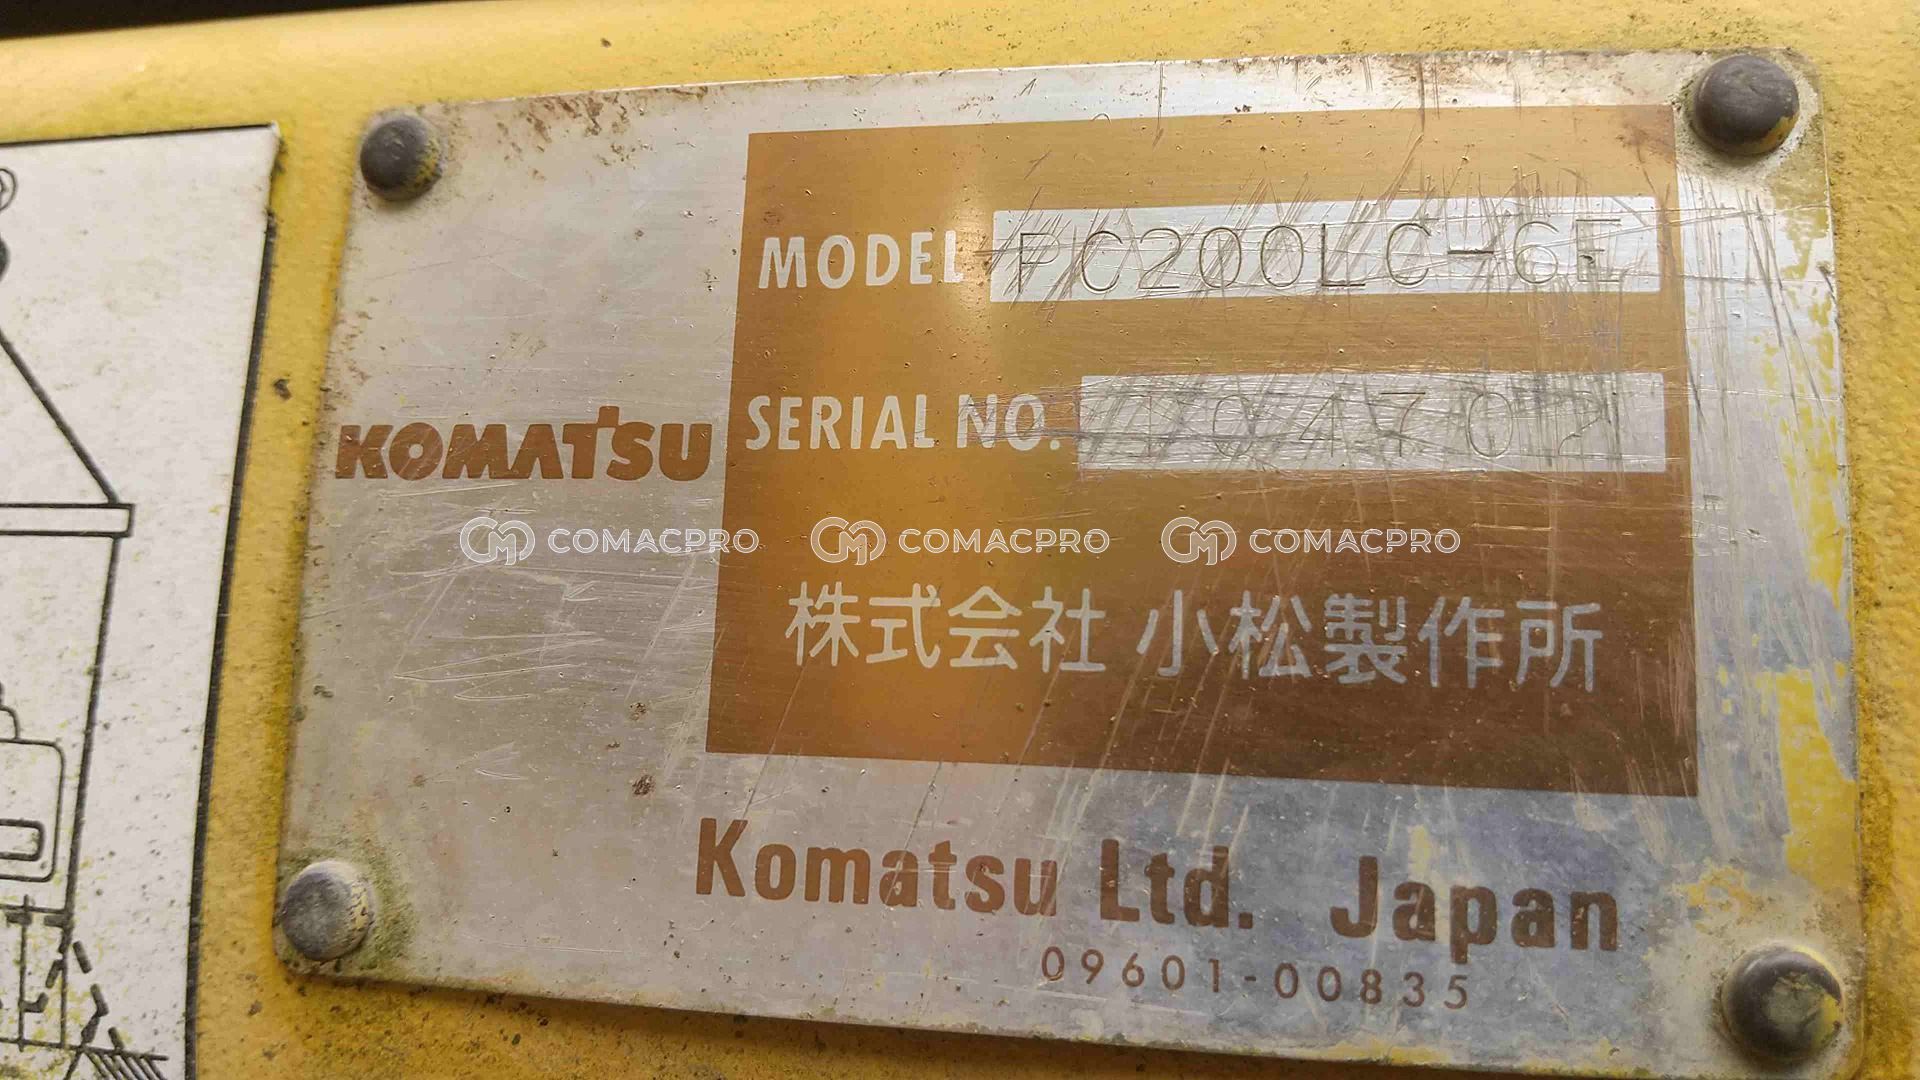 MODEL PC200LC-6E
SERIAL NO. 104702
KOMATSU
COMACPRO COMACPRO COMACPRO
株式会社 小松製作所
Komatsu Ltd. Japan
09601-00835